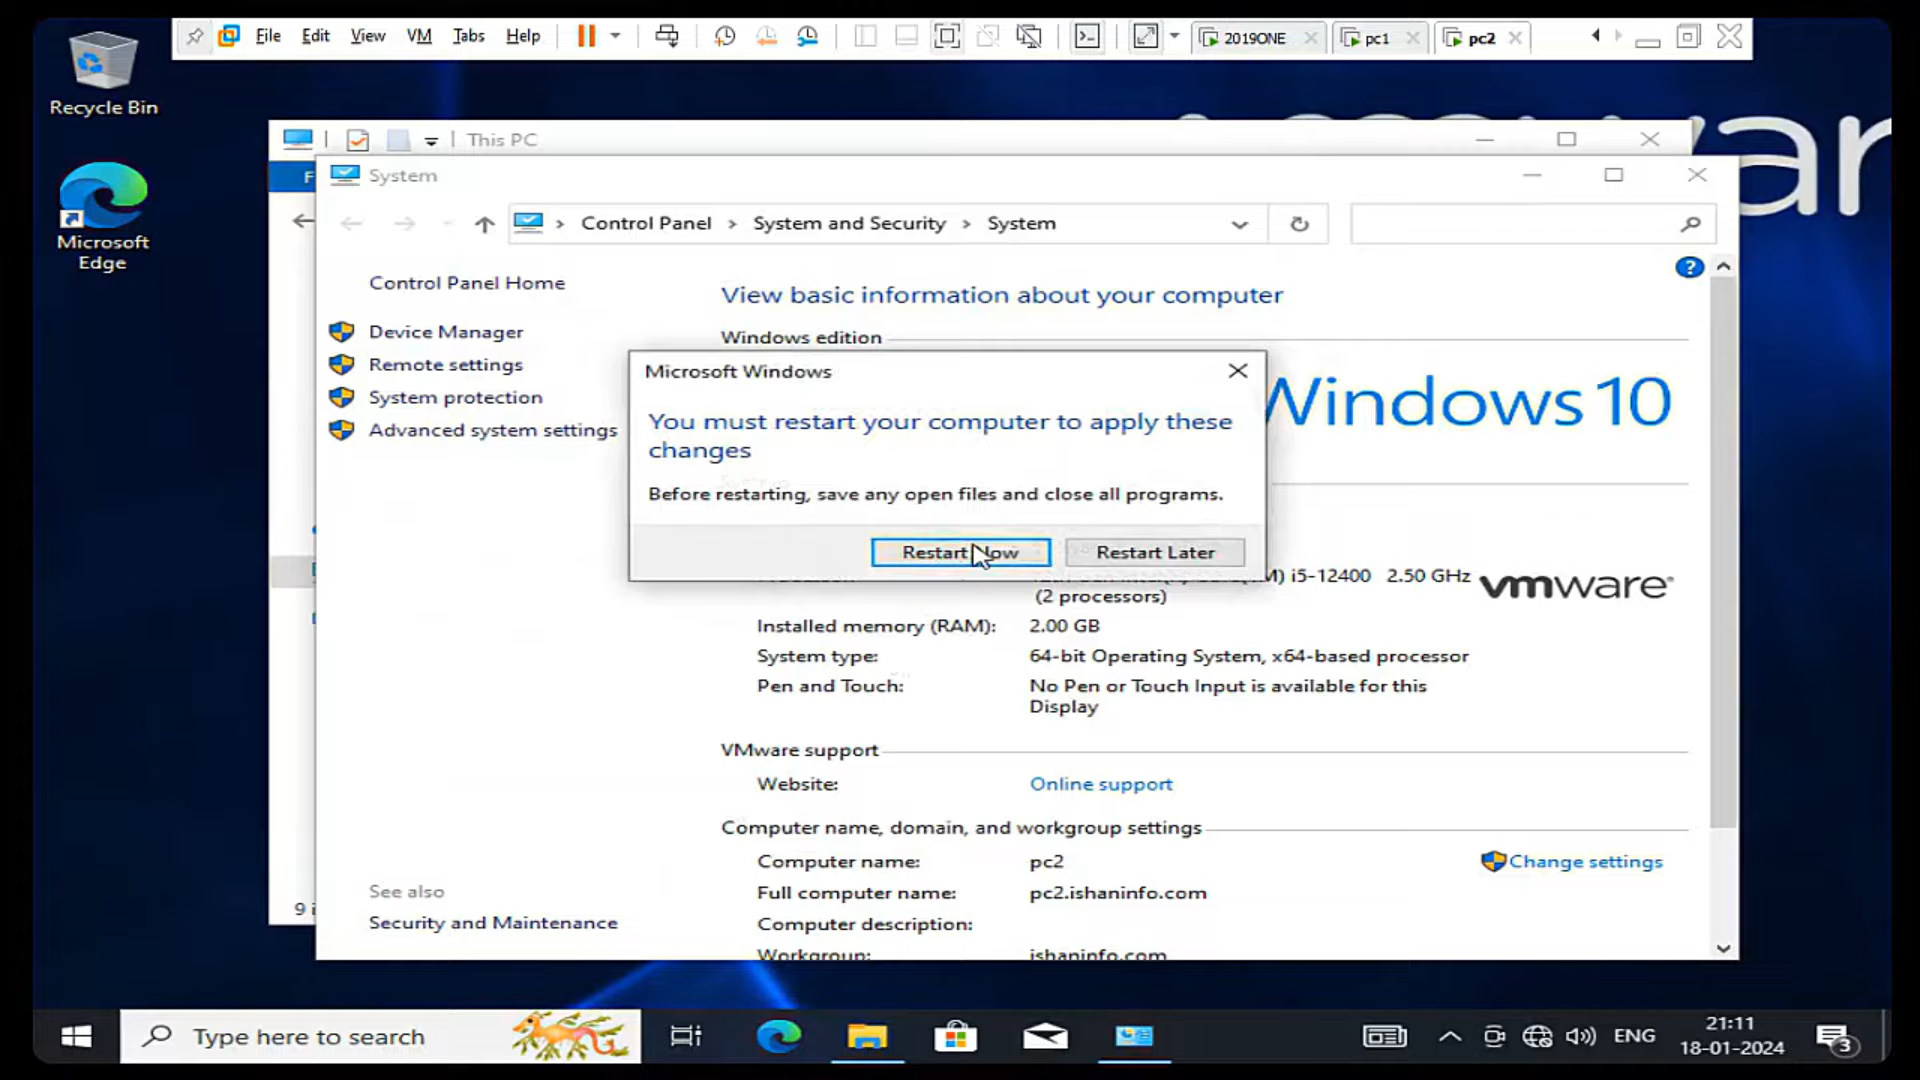 File Edit View VM Tabs Help 2019ONE pc1 pc2
Recycle Bin
Microsoft
Edge
This PC
System
Control Panel › System and Security › System
Control Panel Home
Device Manager
Remote settings
System protection
Advanced system settings
See also
Security and Maintenance
View basic information about your computer
Windows edition
Windows 10
Microsoft Windows
You must restart your computer to apply these
changes
Before restarting, save any open files and close all programs.
Restart Now Restart Later
i5-12400 2.50 GHz
(2 processors)
vmware
Installed memory (RAM): 2.00 GB
System type: 64-bit Operating System, x64-based processor
Pen and Touch: No Pen or Touch Input is available for this
Display
VMware support
Website: Online support
Computer name, domain, and workgroup settings
Computer name: pc2
Change settings
Full computer name: pc2.ishaninfo.com
Computer description:
Workgroup: ishaninfo.com
Type here to search
ENG
21:11
18-01-2024
3